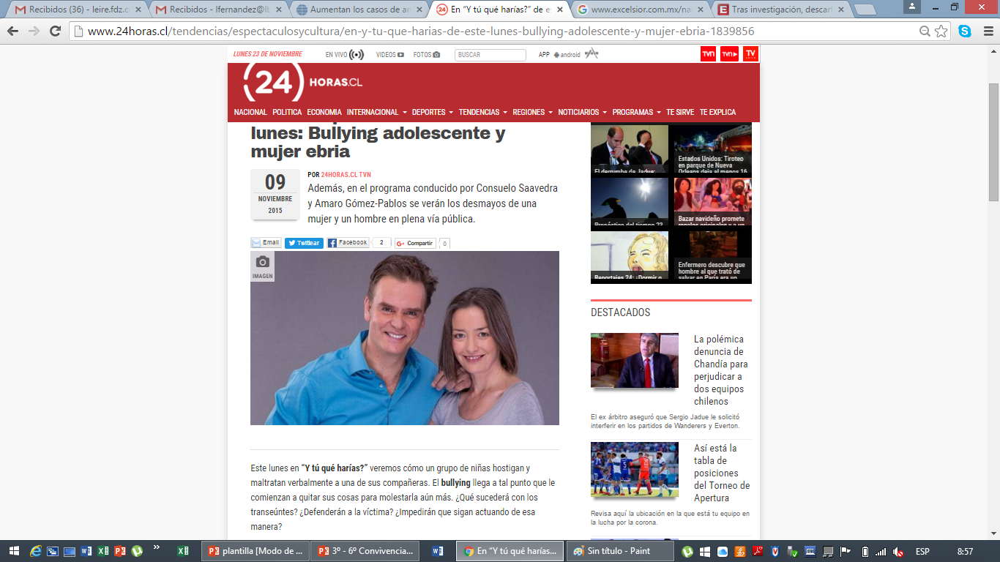 Recibidos (36) - leire.fdz.c
Recibidos - lfernandez@lb
Aumentan los casos de an
En “Y tú qué harías?” de e
www.excelsior.com.mx/na
Tras investigación, descart
www.24horas.cl/tendencias/espectaculosycultura/en-y-tu-que-harias-de-este-lunes-bullying-adolescente-y-mujer-ebria-1839856
LUNES 23 DE NOVIEMBRE
EN VIVO
VIDEOS
FOTOS
BUSCAR
APP
android
TVN
TVN
TV
24 HORAS.CL
NACIONAL POLITICA ECONOMIA INTERNACIONAL DEPORTES TENDENCIAS REGIONES NOTICIARIOS PROGRAMAS TE SIRVE TE EXPLICA
lunes: Bullying adolescente y
mujer ebria
09
NOVIEMBRE
2015
POR 24HORAS.CL TVN
Además, en el programa conducido por Consuelo Saavedra
y Amaro Gómez-Pablos se verán los desmayos de una
mujer y un hombre en plena vía pública.
Email
Twittear
Facebook
2
Compartir
0
IMAGEN
Este lunes en “Y tú qué harías?” veremos cómo un grupo de niñas hostigan y
maltratan verbalmente a una de sus compañeras. El bullying llega a tal punto que le
comienzan a quitar sus cosas para molestarla aún más. ¿Qué sucederá con los
transeúntes? ¿Defenderán a la víctima? ¿Impedirán que sigan actuando de esa
manera?
El derrumbe de Jadue:
Estados Unidos: Tiroteo
en parque de Nueva
Orleans deja al menos 16
Pronóstico del tiempo 23
Bazar navideño promete
regalos originales y a un
Reportajes 24: ¿Dormir o
Enfermero descubre que
hombre al que trató de
salvar en París era un
DESTACADOS
La polémica
denuncia de
Chandía para
perjudicar a
dos equipos
chilenos
El ex árbitro aseguró que Sergio Jadue le solicitó
interferir en los partidos de Wanderers y Everton.
Así está la
tabla de
posiciones
del Torneo de
Apertura
Revisa aquí la ubicación en la que está tu equipo en
la lucha por la corona.
plantilla [Modo de ...
3º - 6º Convivencia...
En “Y tú qué harías...
Sin título - Paint
ESP
8:57